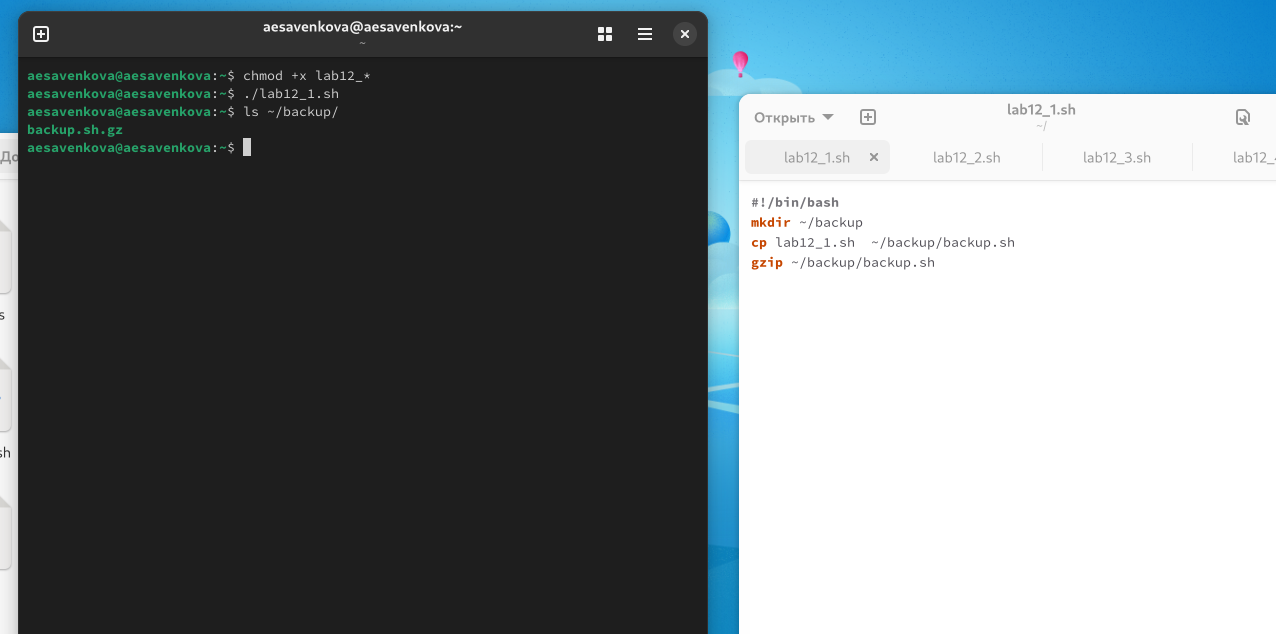 aesavenkova@aesavenkova:~
~
aesavenkova@aesavenkova:~$ chmod +x lab12_*
aesavenkova@aesavenkova:~$ ./lab12_1.sh
aesavenkova@aesavenkova:~$ ls ~/backup/
backup.sh.gz
aesavenkova@aesavenkova:~$
До
s
sh
Открыть
lab12_1.sh
~/
lab12_1.sh
lab12_2.sh
lab12_3.sh
lab12_
#!/bin/bash
mkdir ~/backup
cp lab12_1.sh  ~/backup/backup.sh
gzip ~/backup/backup.sh